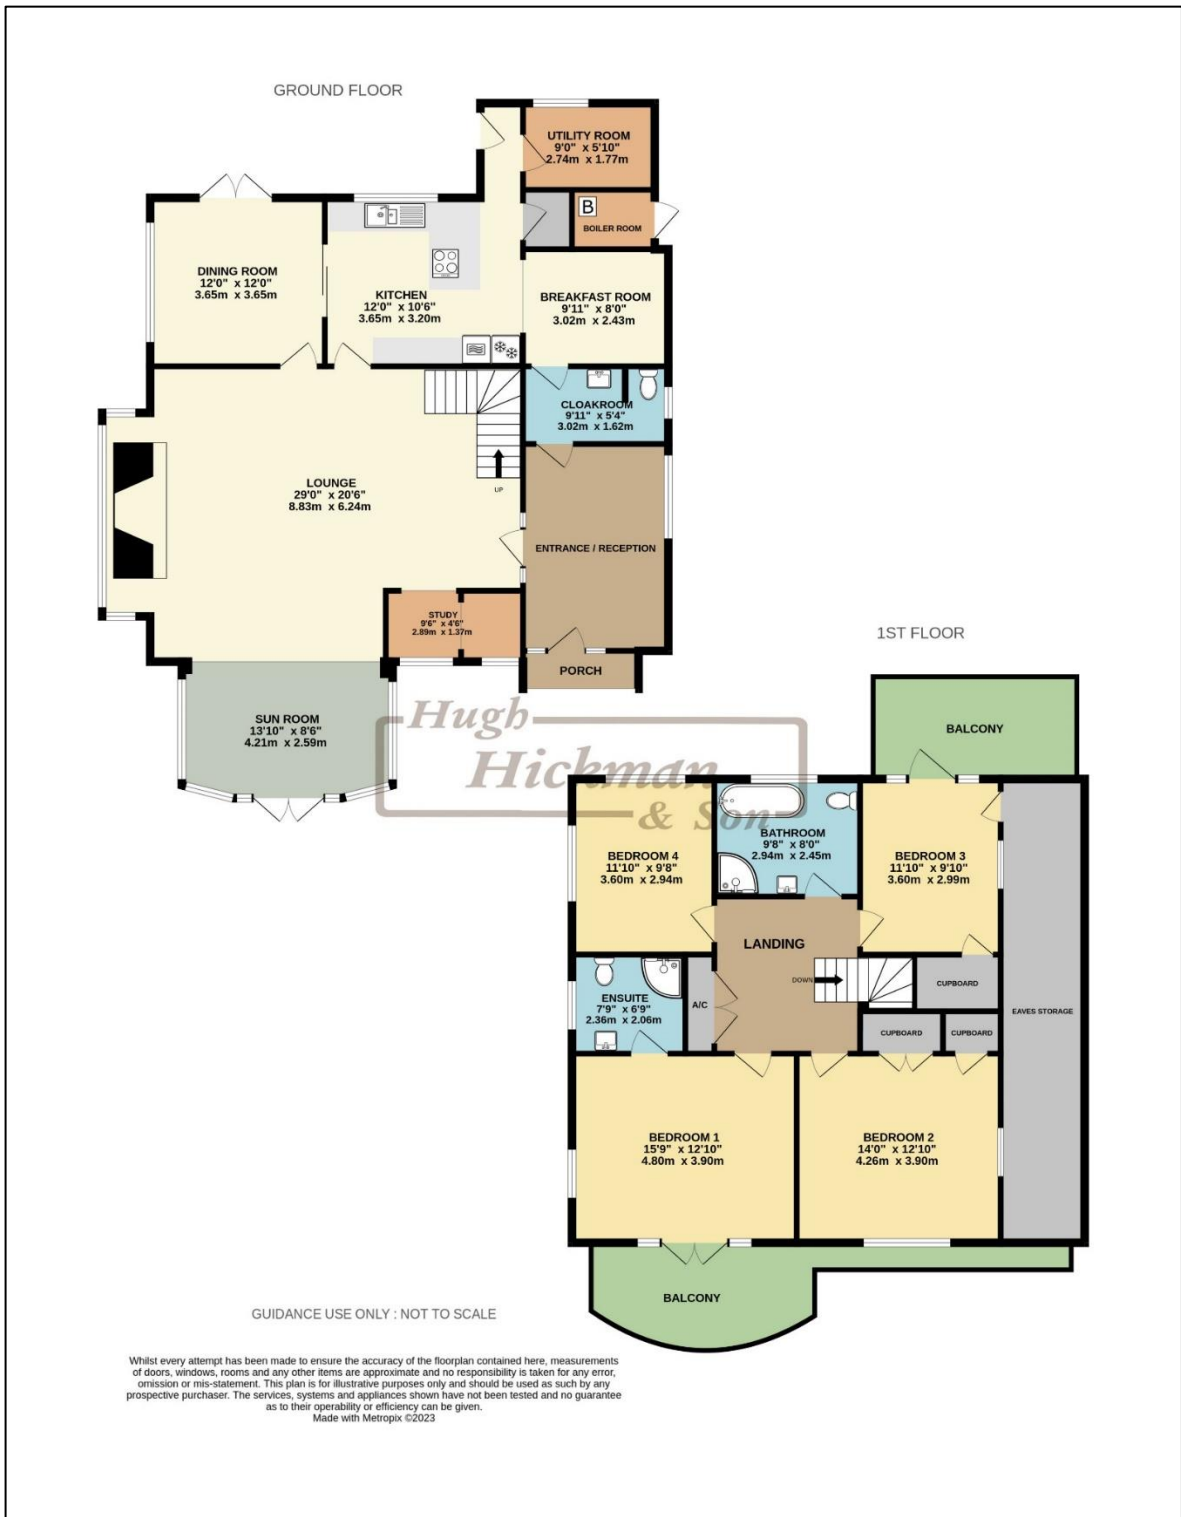 GROUND FLOOR
UTILITY ROOM
9'0" x 5'10"
2.74m x 1.77m
B
BOILER ROOM
DINING ROOM
12'0" x 12'0"
3.65m x 3.65m
KITCHEN
12'0" x 10'6"
3.65m x 3.20m
BREAKFAST ROOM
9'11" x 8'0"
3.02m x 2.43m
CLOAKROOM
9'11" x 5'4"
3.02m x 1.62m
LOUNGE
29'0" x 20'6"
8.83m x 6.24m
UP
ENTRANCE / RECEPTION
STUDY
9'6" x 4'6"
2.89m x 1.37m
PORCH
SUN ROOM
13'10" x 8'6"
4.21m x 2.59m
Hugh
Hickman
& Son
1ST FLOOR
BALCONY
BATHROOM
9'8" x 8'0"
2.94m x 2.45m
BEDROOM 4
11'10" x 9'8"
3.60m x 2.94m
BEDROOM 3
11'10" x 9'10"
3.60m x 2.99m
LANDING
DOWN
CUPBOARD
ENSUITE
7'9" x 6'9"
2.36m x 2.06m
A/C
EAVES STORAGE
CUPBOARD
CUPBOARD
BEDROOM 1
15'9" x 12'10"
4.80m x 3.90m
BEDROOM 2
14'0" x 12'10"
4.26m x 3.90m
BALCONY
GUIDANCE USE ONLY : NOT TO SCALE
Whilst every attempt has been made to ensure the accuracy of the floorplan contained here, measurements
of doors, windows, rooms and any other items are approximate and no responsibility is taken for any error,
omission or mis-statement. This plan is for illustrative purposes only and should be used as such by any
prospective purchaser. The services, systems and appliances shown have not been tested and no guarantee
as to their operability or efficiency can be given.
Made with Metropix ©2023